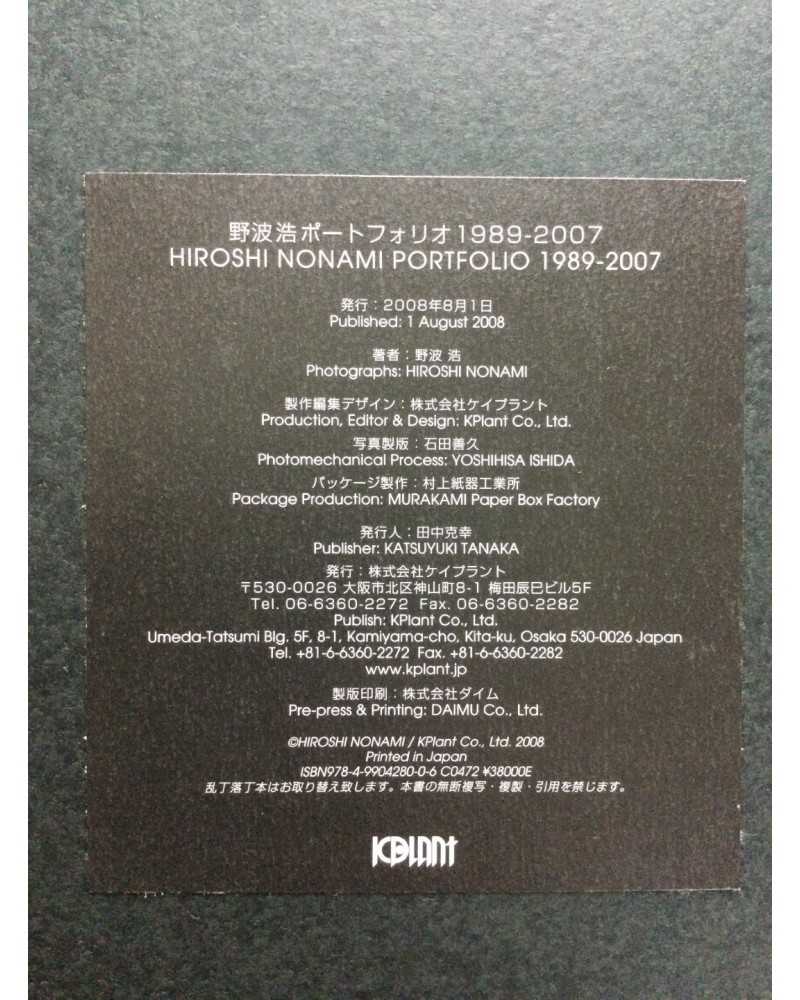 野波浩ポートフォリオ1989-2007
HIROSHI NONAMI PORTFOLIO 1989-2007
発行：2008年8月1日
Published: 1 August 2008
著者：野波 浩
Photographs: HIROSHI NONAMI
製作編集デザイン：株式会社ケイプラント
Production, Editor & Design: KPlant Co., Ltd.
写真製版：石田善久
Photomechanical Process: YOSHIHISA ISHIDA
パッケージ製作：村上紙器工業所
Package Production: MURAKAMI Paper Box Factory
発行人：田中克幸
Publisher: KATSUYUKI TANAKA
発行：株式会社ケイプラント
〒530-0026 大阪市北区神山町8-1 梅田辰巳ビル5F
Tel. 06-6360-2272 Fax. 06-6360-2282
Publish: KPlant Co., Ltd.
Umeda-Tatsumi Blg. 5F, 8-1, Kamiyama-cho, Kita-ku, Osaka 530-0026 Japan
Tel. +81-6-6360-2272 Fax. +81-6-6360-2282
www.kplant.jp
製版印刷：株式会社ダイム
Pre-press & Printing: DAIMU Co., Ltd.
©HIROSHI NONAMI / KPlant Co., Ltd. 2008
Printed in Japan
ISBN978-4-9904280-0-6 C0472 ¥38000E
乱丁落丁本はお取り替え致します。本書の無断複写・複製・引用を禁じます。
KPLANT